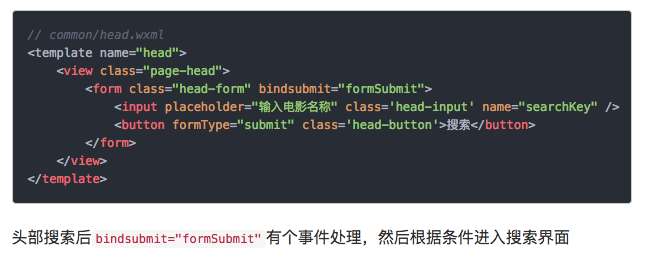 // common/head.wxml
<template name="head">
    <view class="page-head">
        <form class="head-form" bindsubmit="formSubmit">
            <input placeholder="输入电影名称" class='head-input' name="searchKey" />
            <button formType="submit" class='head-button'>搜索</button>
        </form>
    </view>
</template>
头部搜索后 bindsubmit="formSubmit" 有个事件处理，然后根据条件进入搜索界面